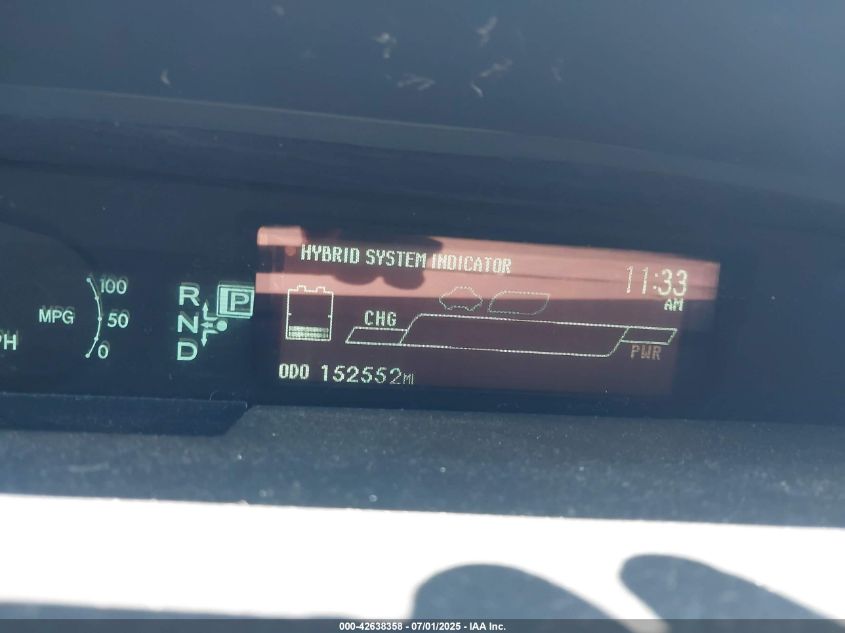 HYBRID SYSTEM INDICATOR
11:33
AM
100
MPG
50
0
R
P
N
D
CHG
PWR
ODO 152552MI
000-42638358 - 07/01/2025 - IAA Inc.